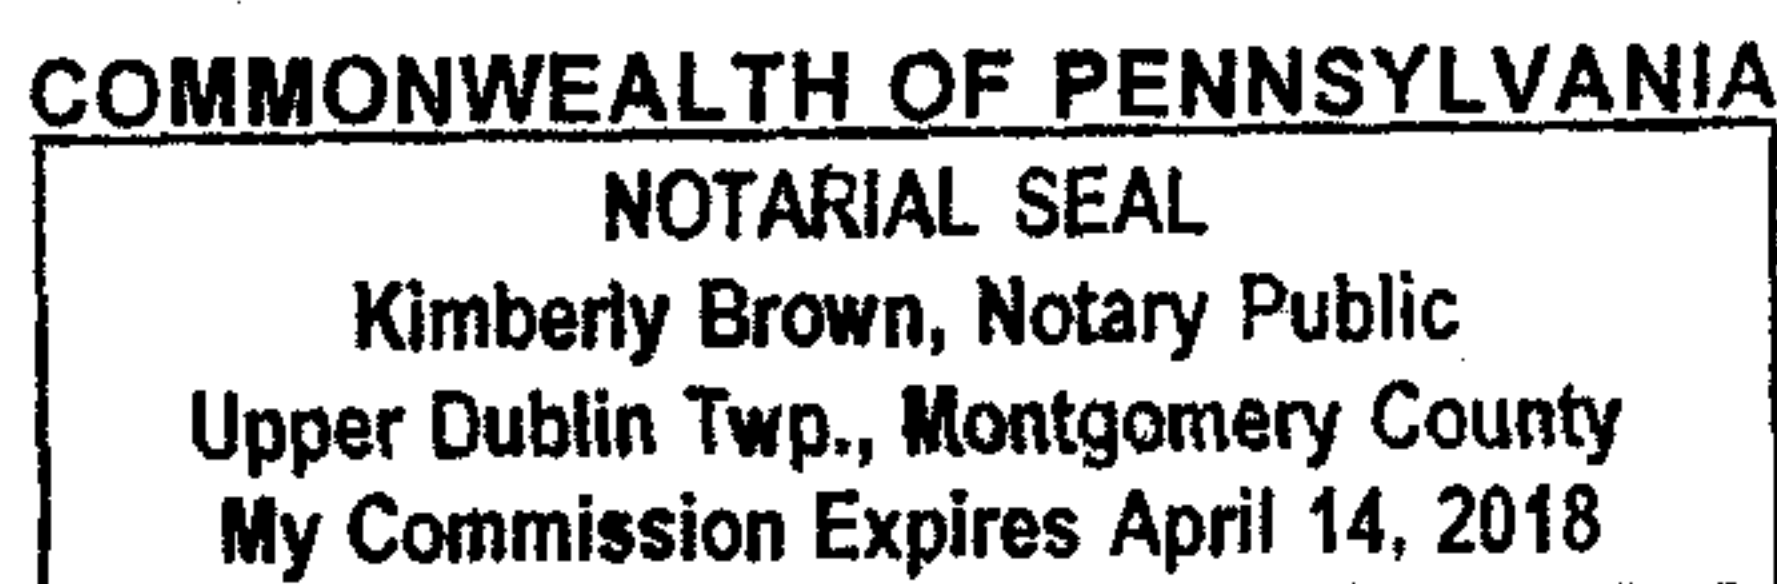 COMMONWEALTH OF PENNSYLVANIA
NOTARIAL SEAL
Kimberly Brown, Notary Public
Upper Dublin Twp., Montgomery County
My Commission Expires April 14, 2018